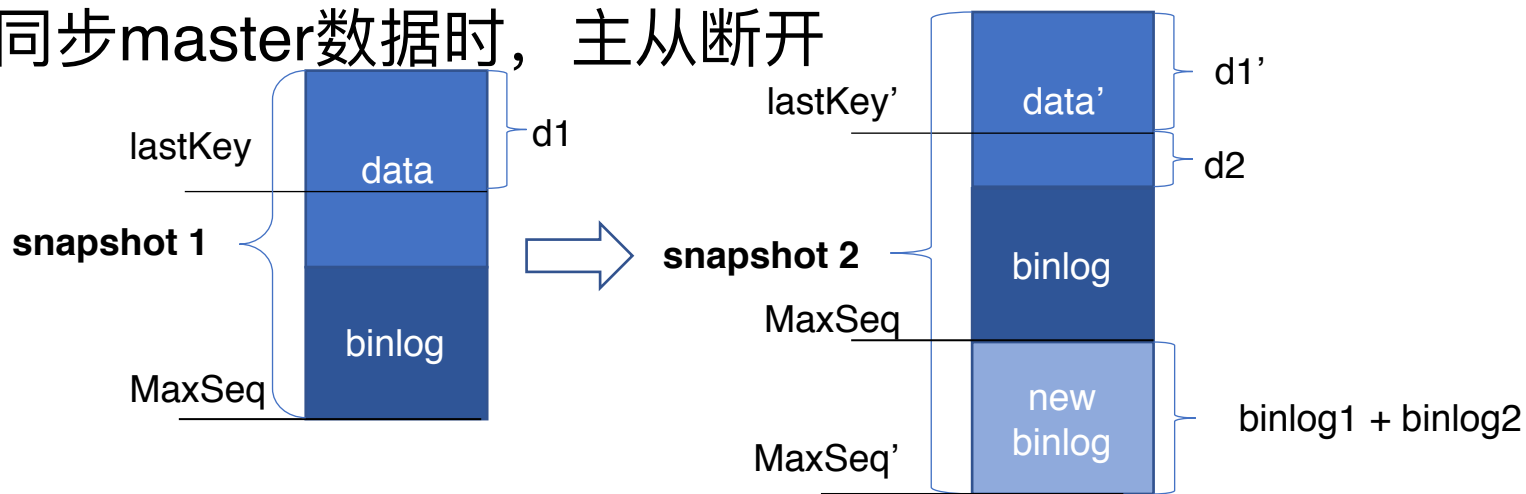 同步master数据时，主从断开
lastKey
data
d1
snapshot 1
binlog
MaxSeq
lastKey’
data’
d1’
d2
snapshot 2
binlog
MaxSeq
new
binlog
binlog1 + binlog2
MaxSeq’